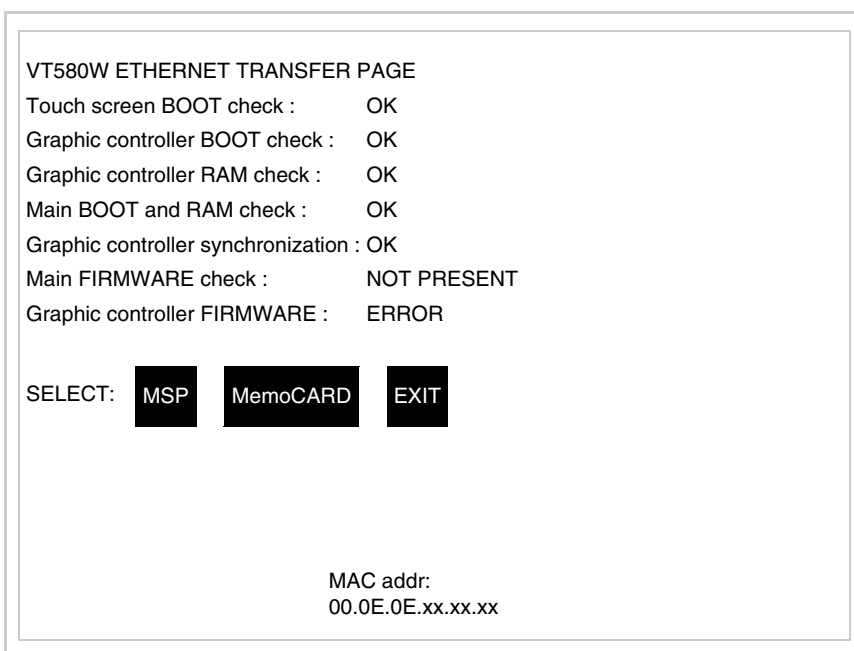 VT580W ETHERNET TRANSFER PAGE
Touch screen BOOT check : OK
Graphic controller BOOT check : OK
Graphic controller RAM check : OK
Main BOOT and RAM check : OK
Graphic controller synchronization : OK
Main FIRMWARE check : NOT PRESENT
Graphic controller FIRMWARE : ERROR
SELECT: MSP MemoCARD EXIT
MAC addr:
00.0E.0E.xx.xx.xx